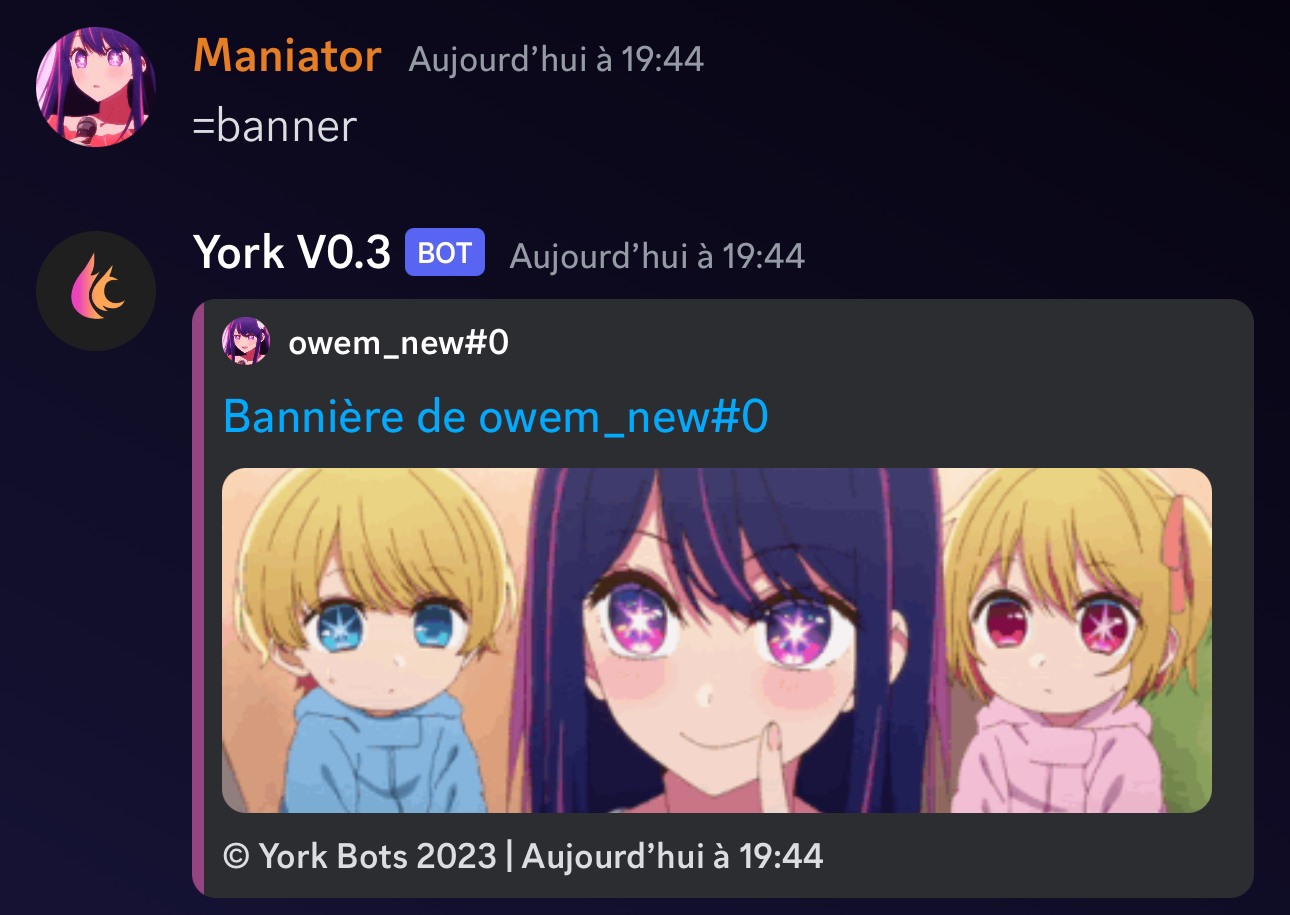 Maniator Aujourd’hui à 19:44
=banner
York V0.3 BOT Aujourd’hui à 19:44
owem_new#0
Bannière de owem_new#0
© York Bots 2023 | Aujourd’hui à 19:44